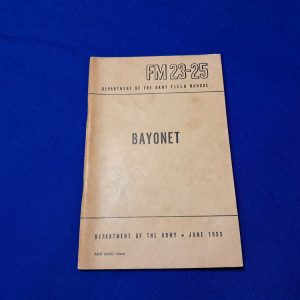 FM 23-25
DEPARTMENT OF THE ARMY FIELD MANUAL
BAYONET
DEPARTMENT OF THE ARMY • JUNE 1953